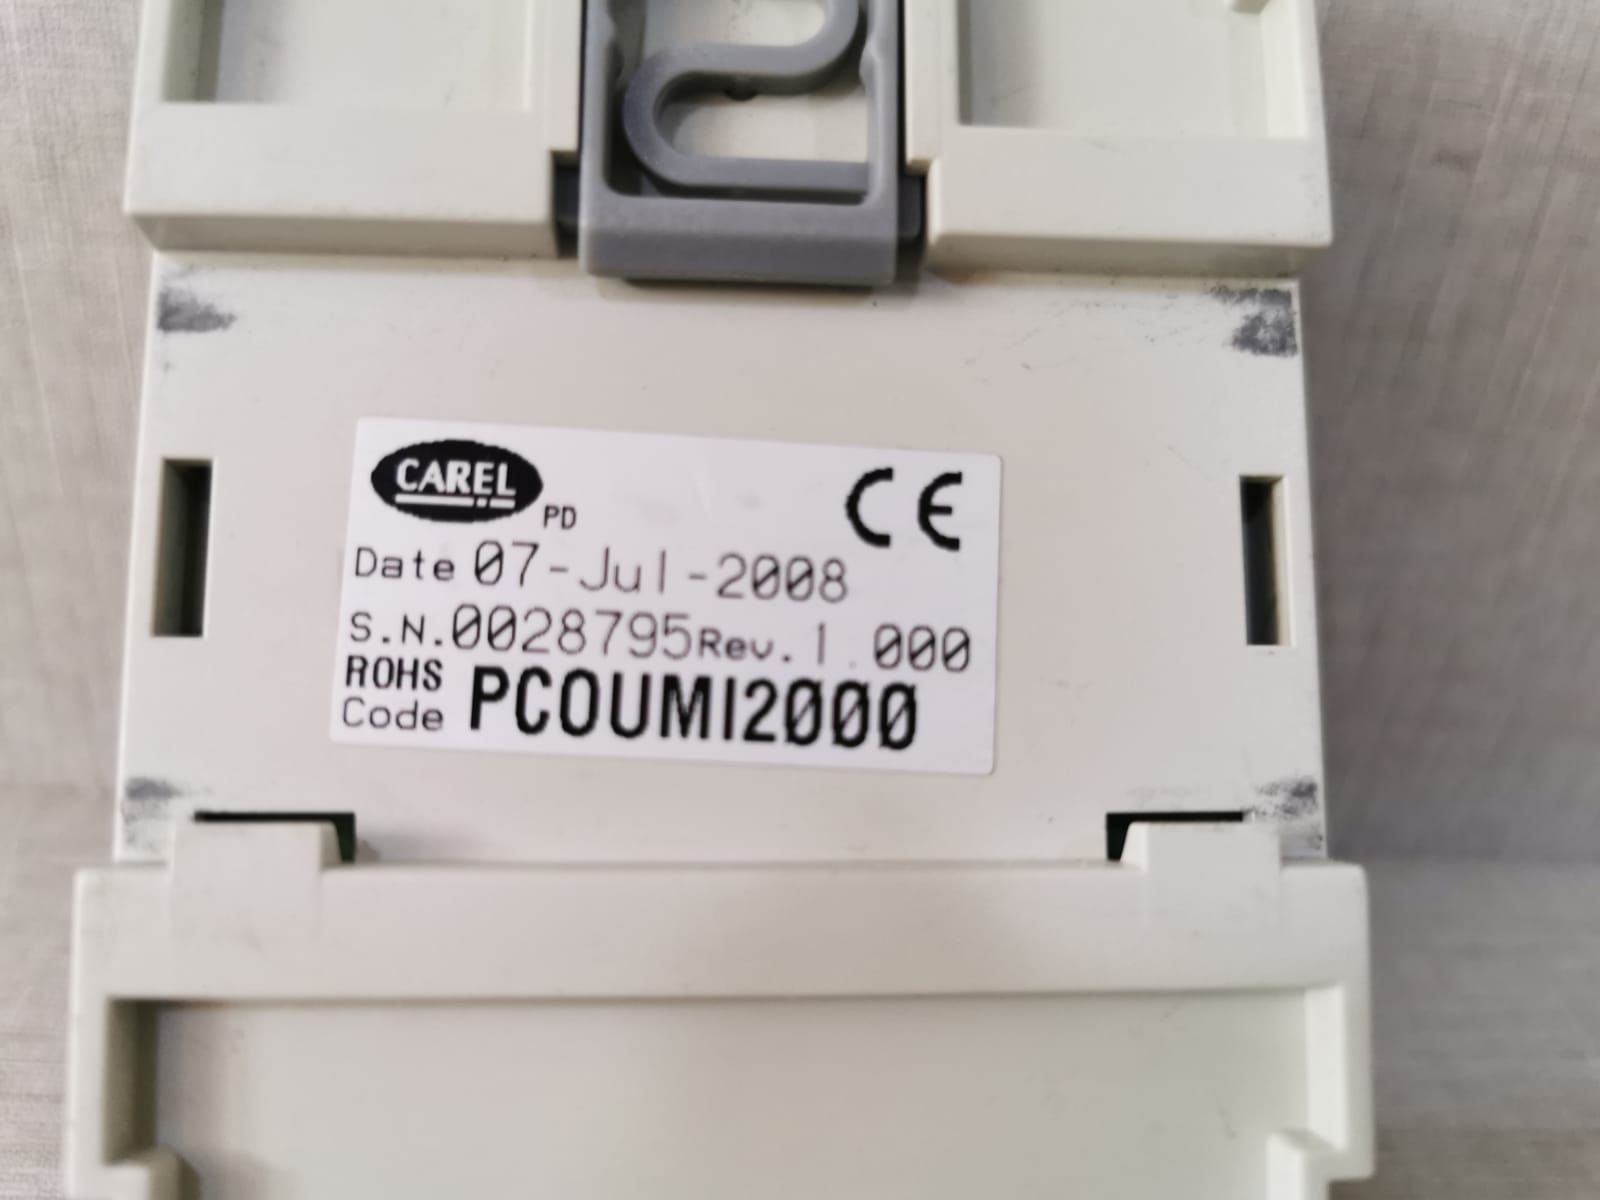 CAREL
PD
CE
Date 07-Jul-2008
S.N.0028795 Rev. 1.000
ROHS
Code PCOUMI2000